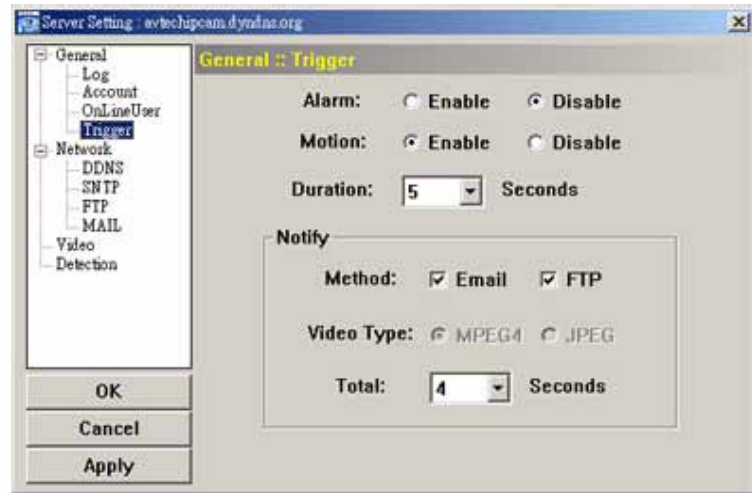 Server Setting : avtechipcam.dyndns.org
General
Log
Account
OnLineUser
Trigger
Network
DDNS
SNTP
FTP
MAIL
Video
Detection
OK
Cancel
Apply
General :: Trigger
Alarm: Enable Disable
Motion: Enable Disable
Duration: 5 Seconds
Notify
Method: Email FTP
Video Type: MPEG4 JPEG
Total: 4 Seconds